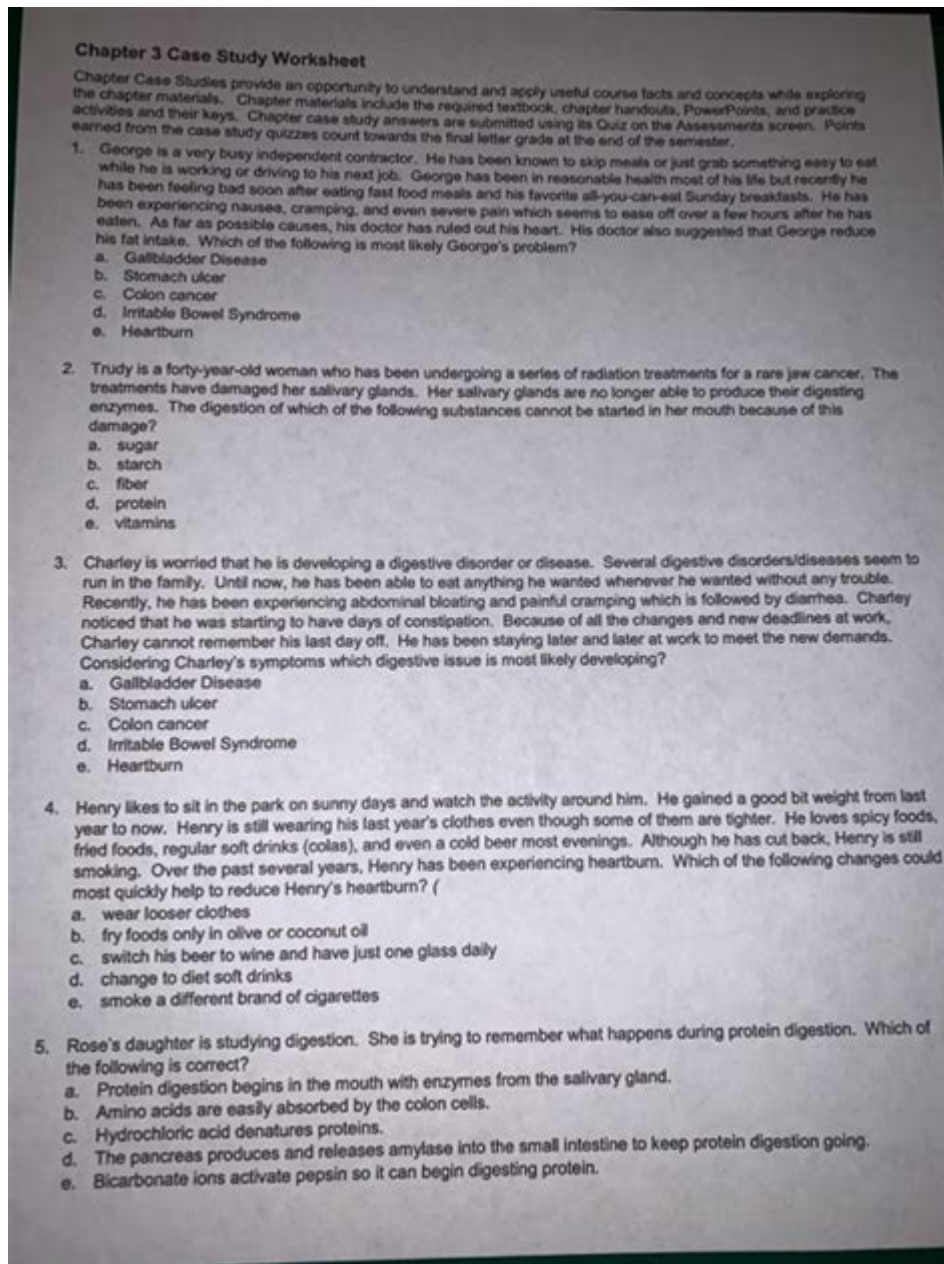 Chapter 3 Case Study Worksheet
Chapter Case Studies provide an opportunity to understand and apply useful course facts and concepts while exploring
the chapter materials. Chapter materials include the required textbook, chapter handouts, PowerPoints, and practice
activities and their keys. Chapter case study answers are submitted using its Quiz on the Assessments screen. Points
earned from the case study quizzes count towards the final letter grade at the end of the semester.
1. George is a very busy independent contractor. He has been known to skip meals or just grab something easy to eat
while he is working or driving to his next job. George has been in reasonable health most of his life but recently he
has been feeling bad soon after eating fast food meals and his favorite all-you-can-eat Sunday breakfasts. He has
been experiencing nausea, cramping, and even severe pain which seems to ease off over a few hours after he has
eaten. As far as possible causes, his doctor has ruled out his heart. His doctor also suggested that George reduce
his fat intake. Which of the following is most likely George's problem?
a. Gallbladder Disease
b. Stomach ulcer
c. Colon cancer
d. Irritable Bowel Syndrome
e. Heartburn
2. Trudy is a forty-year-old woman who has been undergoing a series of radiation treatments for a rare jaw cancer. The
treatments have damaged her salivary glands. Her salivary glands are no longer able to produce their digesting
enzymes. The digestion of which of the following substances cannot be started in her mouth because of this
damage?
a. sugar
b. starch
c. fiber
d. protein
e. vitamins
3. Charley is worried that he is developing a digestive disorder or disease. Several digestive disorders/diseases seem to
run in the family. Until now, he has been able to eat anything he wanted whenever he wanted without any trouble.
Recently, he has been experiencing abdominal bloating and painful cramping which is followed by diarrhea. Charley
noticed that he was starting to have days of constipation. Because of all the changes and new deadlines at work,
Charley cannot remember his last day off. He has been staying later and later at work to meet the new demands.
Considering Charley's symptoms which digestive issue is most likely developing?
a. Gallbladder Disease
b. Stomach ulcer
c. Colon cancer
d. Irritable Bowel Syndrome
e. Heartburn
4. Henry likes to sit in the park on sunny days and watch the activity around him. He gained a good bit weight from last
year to now. Henry is still wearing his last year's clothes even though some of them are tighter. He loves spicy foods,
fried foods, regular soft drinks (colas), and even a cold beer most evenings. Although he has cut back, Henry is still
smoking. Over the past several years, Henry has been experiencing heartburn. Which of the following changes could
most quickly help to reduce Henry's heartburn? (
a. wear looser clothes
b. fry foods only in olive or coconut oil
c. switch his beer to wine and have just one glass daily
d. change to diet soft drinks
e. smoke a different brand of cigarettes
5. Rose's daughter is studying digestion. She is trying to remember what happens during protein digestion. Which of
the following is correct?
a. Protein digestion begins in the mouth with enzymes from the salivary gland.
b. Amino acids are easily absorbed by the colon cells.
c. Hydrochloric acid denatures proteins.
d. The pancreas produces and releases amylase into the small intestine to keep protein digestion going.
e. Bicarbonate ions activate pepsin so it can begin digesting protein.